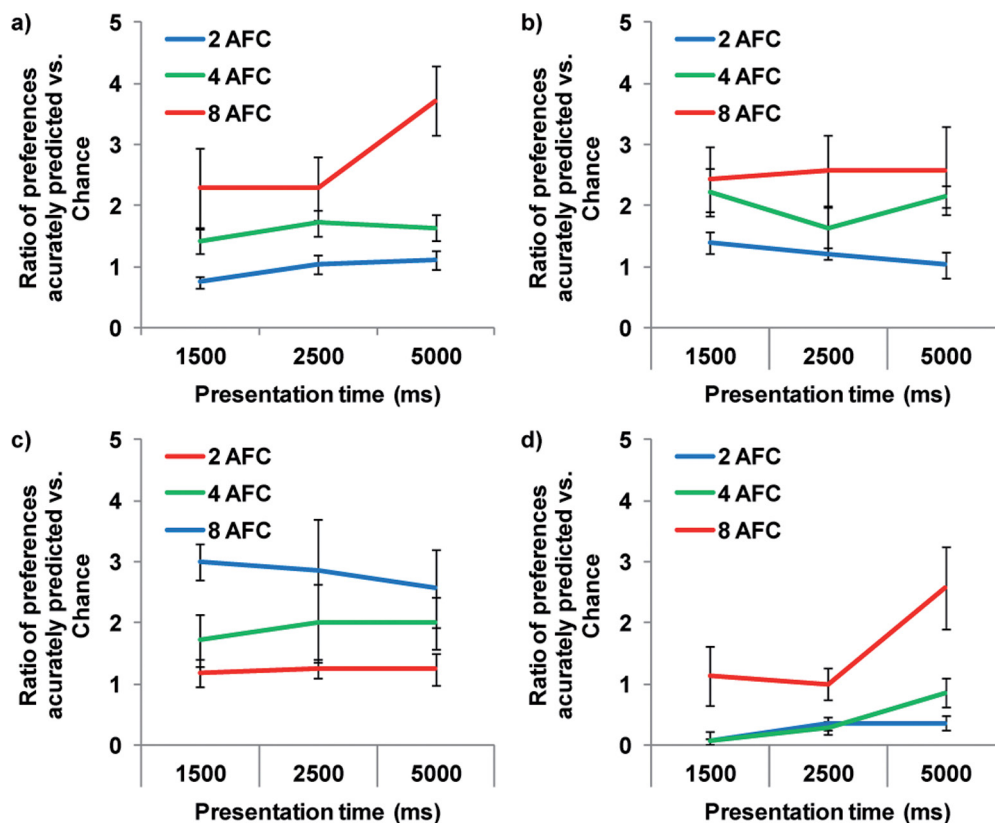 a)
5
4
3
2
1
0
2 AFC
4 AFC
8 AFC
Ratio of preferences
acurately predicted vs.
Chance
1500 2500 5000
Presentation time (ms)
b)
5
4
3
2
1
0
2 AFC
4 AFC
8 AFC
Ratio of preferences
acurately predicted vs.
Chance
1500 2500 5000
Presentation time (ms)
c)
5
4
3
2
1
0
2 AFC
4 AFC
8 AFC
Ratio of preferences
acurately predicted vs.
Chance
1500 2500 5000
Presentation time (ms)
d)
5
4
3
2
1
0
2 AFC
4 AFC
8 AFC
Ratio of preferences
acurately predicted vs.
Chance
1500 2500 5000
Presentation time (ms)